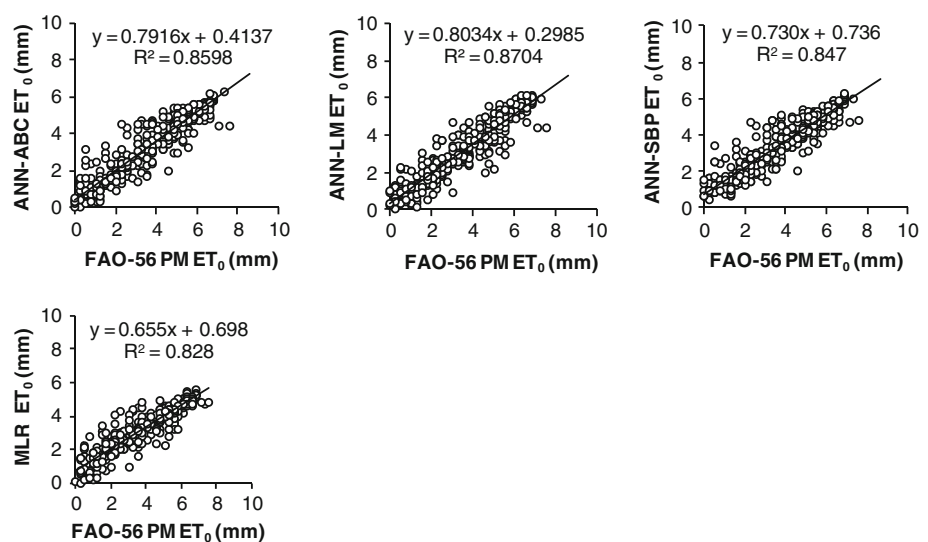 y = 0.7916x + 0.4137
R² = 0.8598
ANN-ABC ET₀ (mm)
10
8
6
4
2
0
0 2 4 6 8 10
FAO-56 PM ET₀ (mm)
y = 0.8034x + 0.2985
R² = 0.8704
ANN-LM ET₀ (mm)
10
8
6
4
2
0
0 2 4 6 8 10
FAO-56 PM ET₀ (mm)
y = 0.730x + 0.736
R² = 0.847
ANN-SBP ET₀ (mm)
10
8
6
4
2
0
0 2 4 6 8 10
FAO-56 PM ET₀ (mm)
y = 0.655x + 0.698
R² = 0.828
MLR ET₀ (mm)
10
8
6
4
2
0
0 2 4 6 8 10
FAO-56 PM ET₀ (mm)